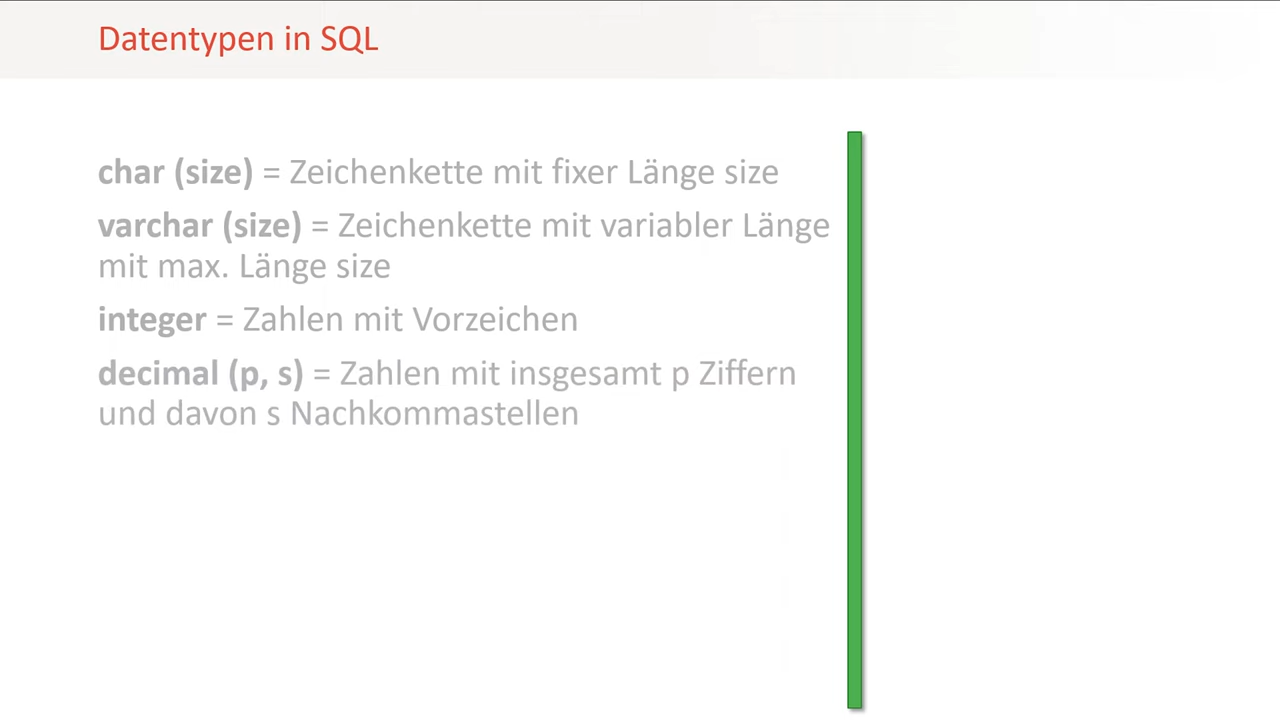 Datentypen in SQL
char (size) = Zeichenkette mit fixer Länge size
varchar (size) = Zeichenkette mit variabler Länge
mit max. Länge size
integer = Zahlen mit Vorzeichen
decimal (p, s) = Zahlen mit insgesamt p Ziffern
und davon s Nachkommastellen